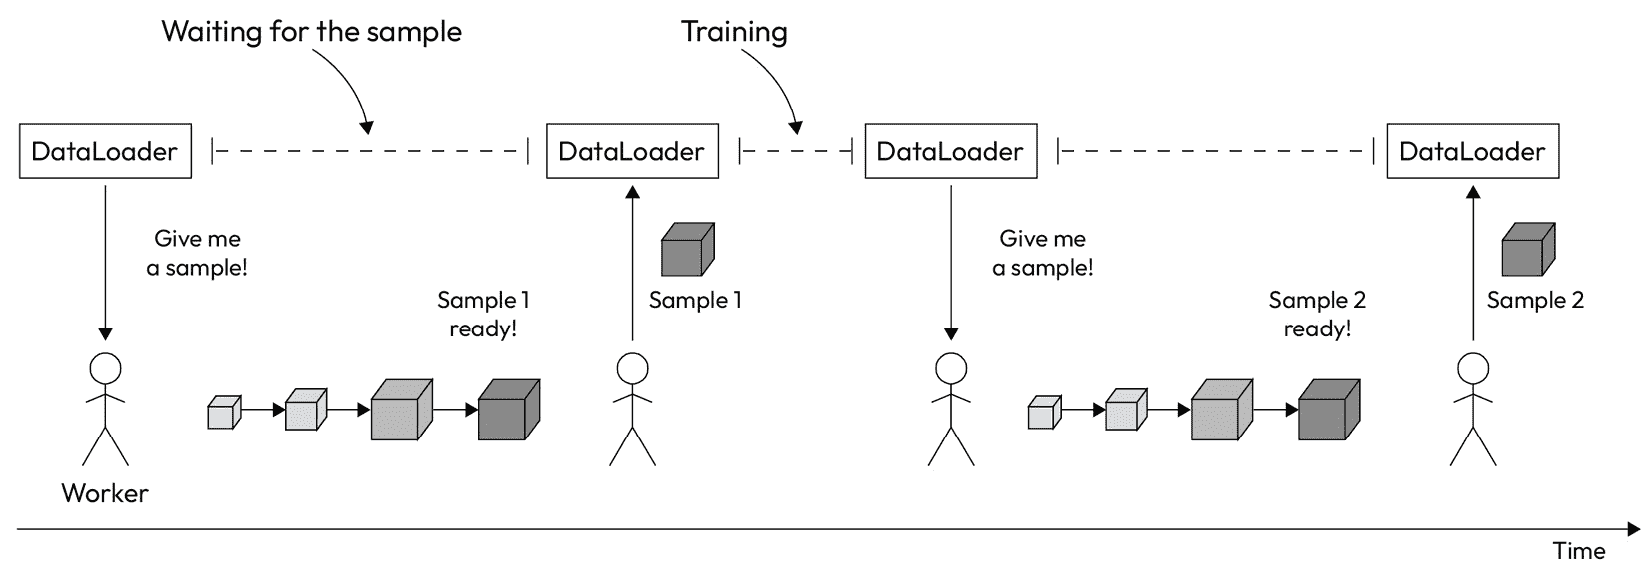 Waiting for the sample
Training
DataLoader
DataLoader
DataLoader
DataLoader
Give me
a sample!
Sample 1
ready!
Sample 1
Give me
a sample!
Sample 2
ready!
Sample 2
Worker
Time